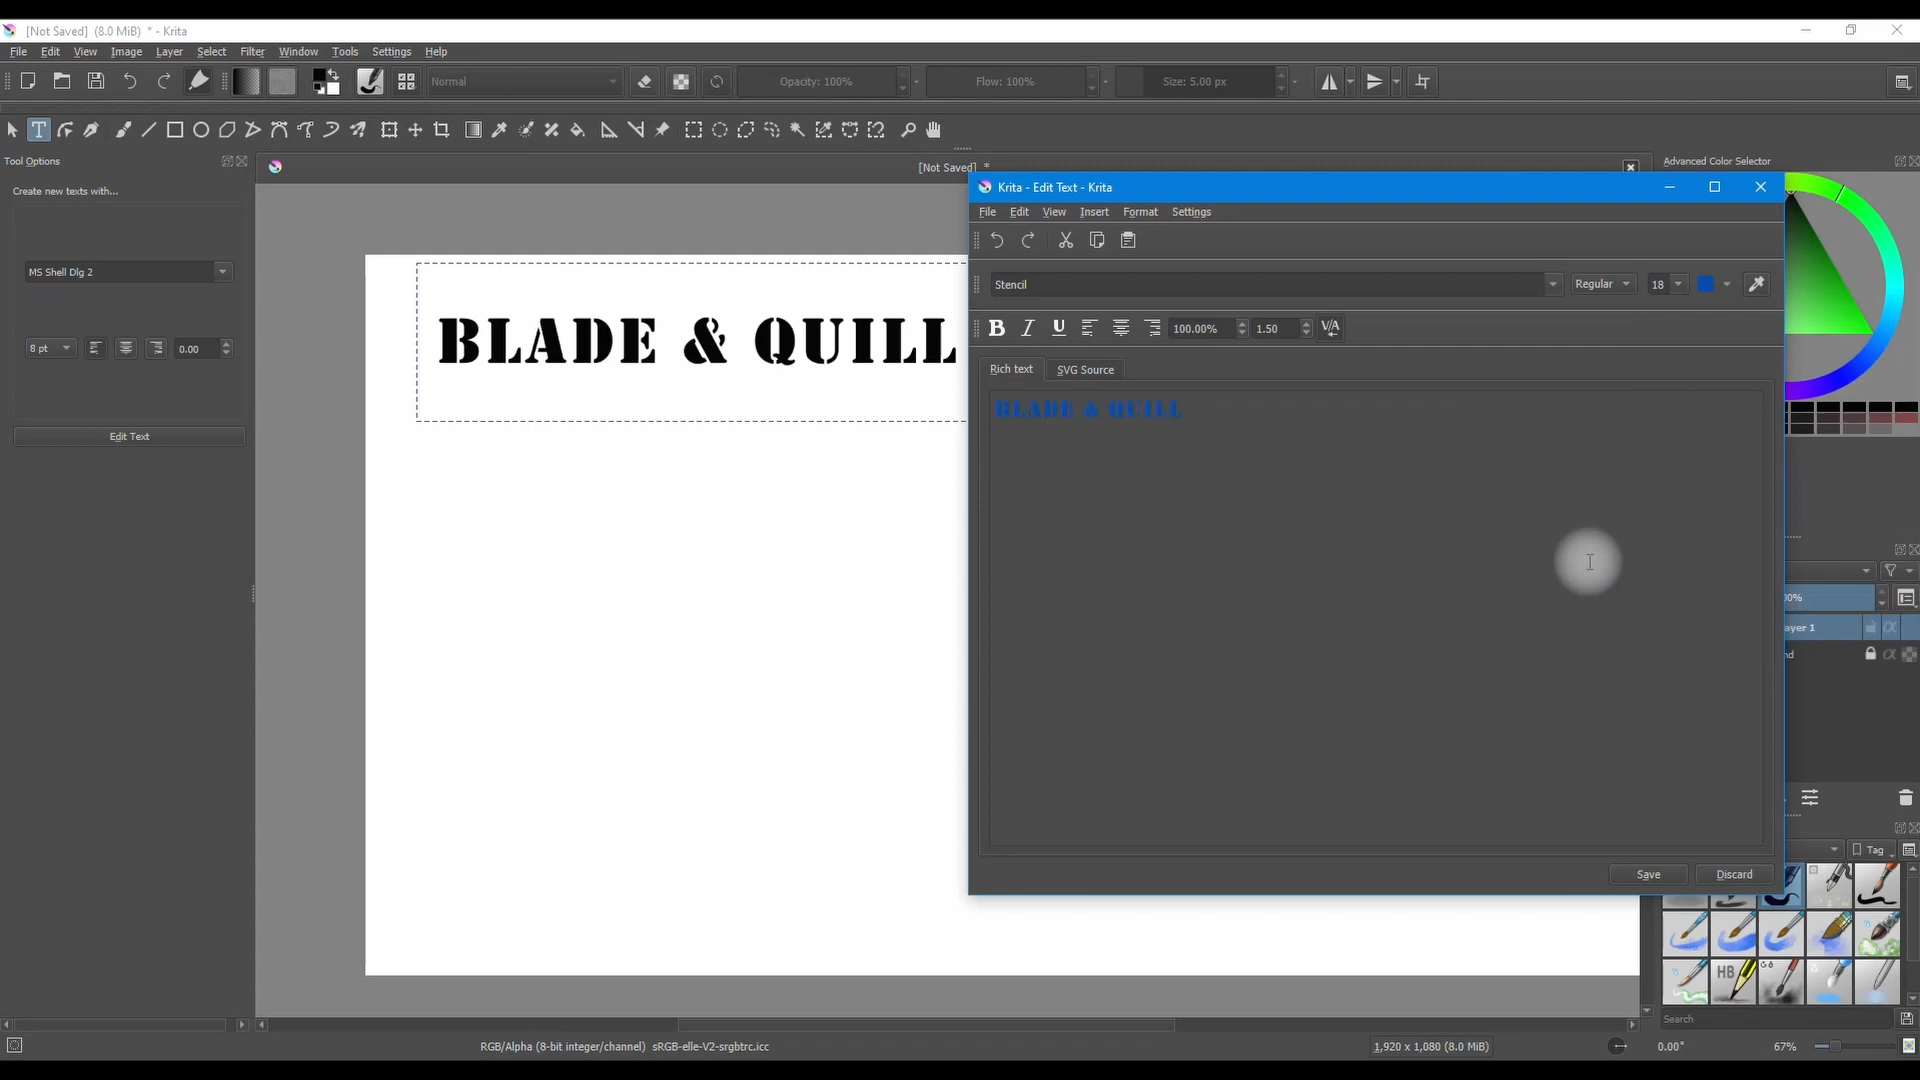 [Not Saved] (8.0 MiB) * - Krita
File Edit View Image Layer Select Filter Window Tools Settings Help
Normal Opacity: 100% Flow: 100% Size: 5.00 px
Tool Options
[Not Saved] *
Advanced Color Selector
Create new texts with...
MS Shell Dlg 2
8 pt 0.00
Edit Text
BLADE & QUILL
Krita - Edit Text - Krita
File Edit View Insert Format Settings
Stencil Regular 18
B I U 100.00% 1.50 V/A
Rich text SVG Source
BLADE & QUILL
Save Discard
00%
ayer 1
nd
Tag
HB
Search
RGB/Alpha (8-bit integer/channel) sRGB-elle-V2-srgbtrc.icc
1,920 x 1,080 (8.0 MiB) 0.00° 67%